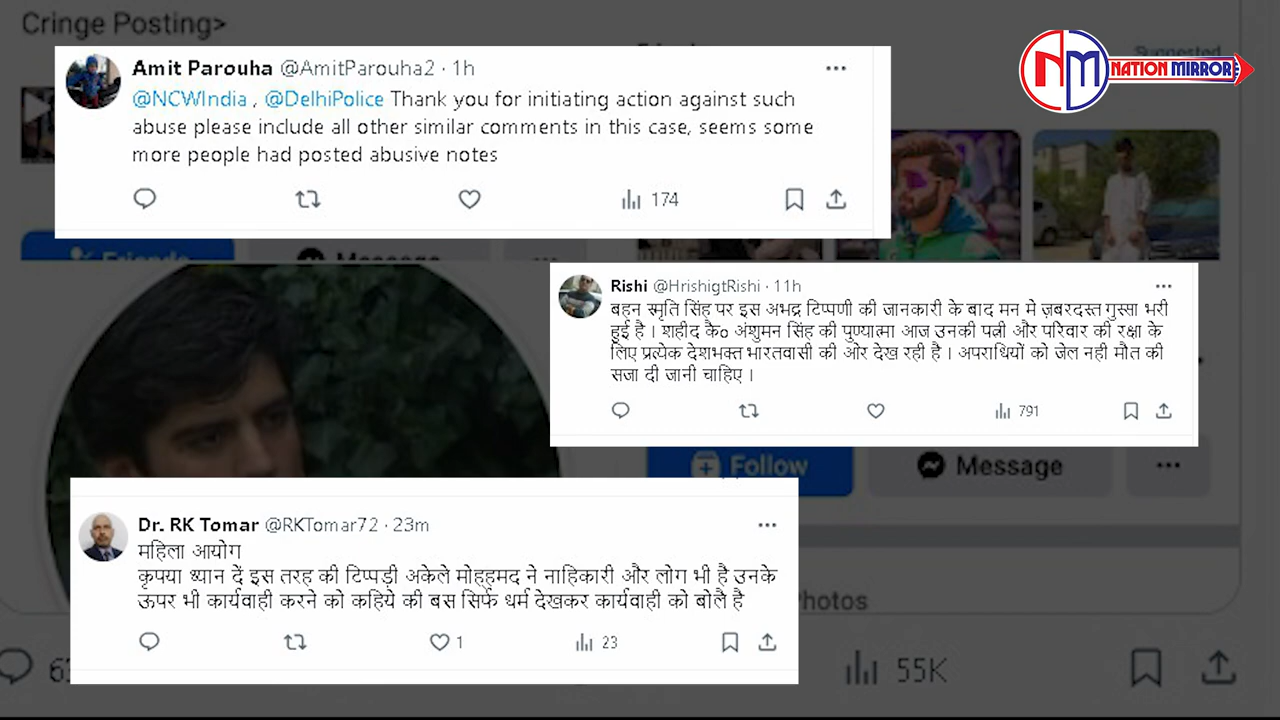 Cringe Posting>
Suggested
NM NATION MIRROR
Amit Parouha @AmitParouha2 · 1h
@NCWIndia , @DelhiPolice Thank you for initiating action against such
abuse please include all other similar comments in this case, seems some
more people had posted abusive notes
174
Friends
Message
Rishi @HrishigtRishi · 11h
बहन स्मृति सिंह पर इस अभद्र टिप्पणी की जानकारी के बाद मन मे ज़बरदस्त गुस्सा भरी
हुई है । शहीद कै० अंशुमन सिंह की पुण्यात्मा आज उनकी पत्नी और परिवार की रक्षा के
लिए प्रत्येक देशभक्त भारतवासी की ओर देख रही है । अपराधियों को जेल नही मौत की
सजा दी जानी चाहिए ।
791
Follow
Message
Dr. RK Tomar @RKTomar72 · 23m
महिला आयोग
कृपया ध्यान दें इस तरह की टिप्पड़ी अकेले मोहहमद ने नाहिकारी और लोग भी है उनके
ऊपर भी कार्यवाही करने को कहिये की बस सिर्फ धर्म देखकर कार्यवाही को बोलै है
1
23
Photos
55K